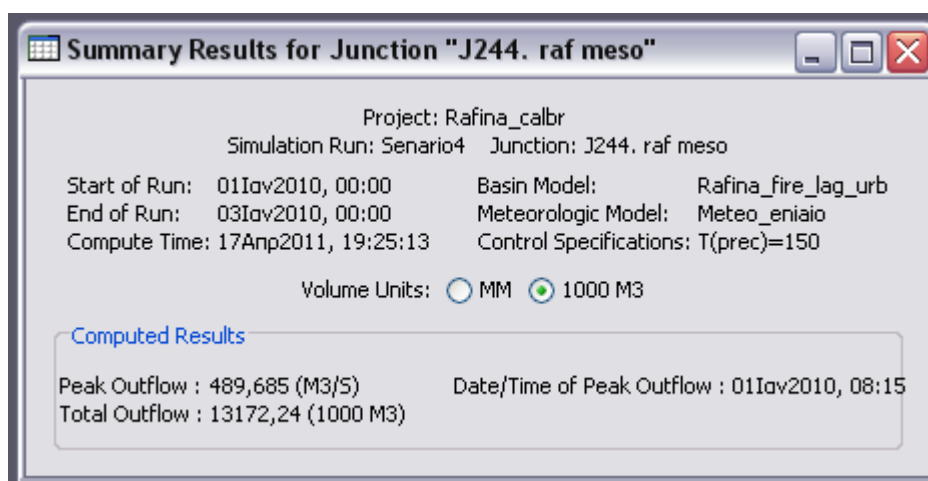 Summary Results for Junction "J244. raf meso"
Project: Rafina_calbr
Simulation Run: Senario4 Junction: J244. raf meso
Start of Run: 01Ιαν2010, 00:00 Basin Model: Rafina_fire_lag_urb
End of Run: 03Ιαν2010, 00:00 Meteorologic Model: Meteo_eniaio
Compute Time: 17Απρ2011, 19:25:13 Control Specifications: T(prec)=150
Volume Units: MM 1000 M3
Computed Results
Peak Outflow : 489,685 (M3/S) Date/Time of Peak Outflow : 01Ιαν2010, 08:15
Total Outflow : 13172,24 (1000 M3)